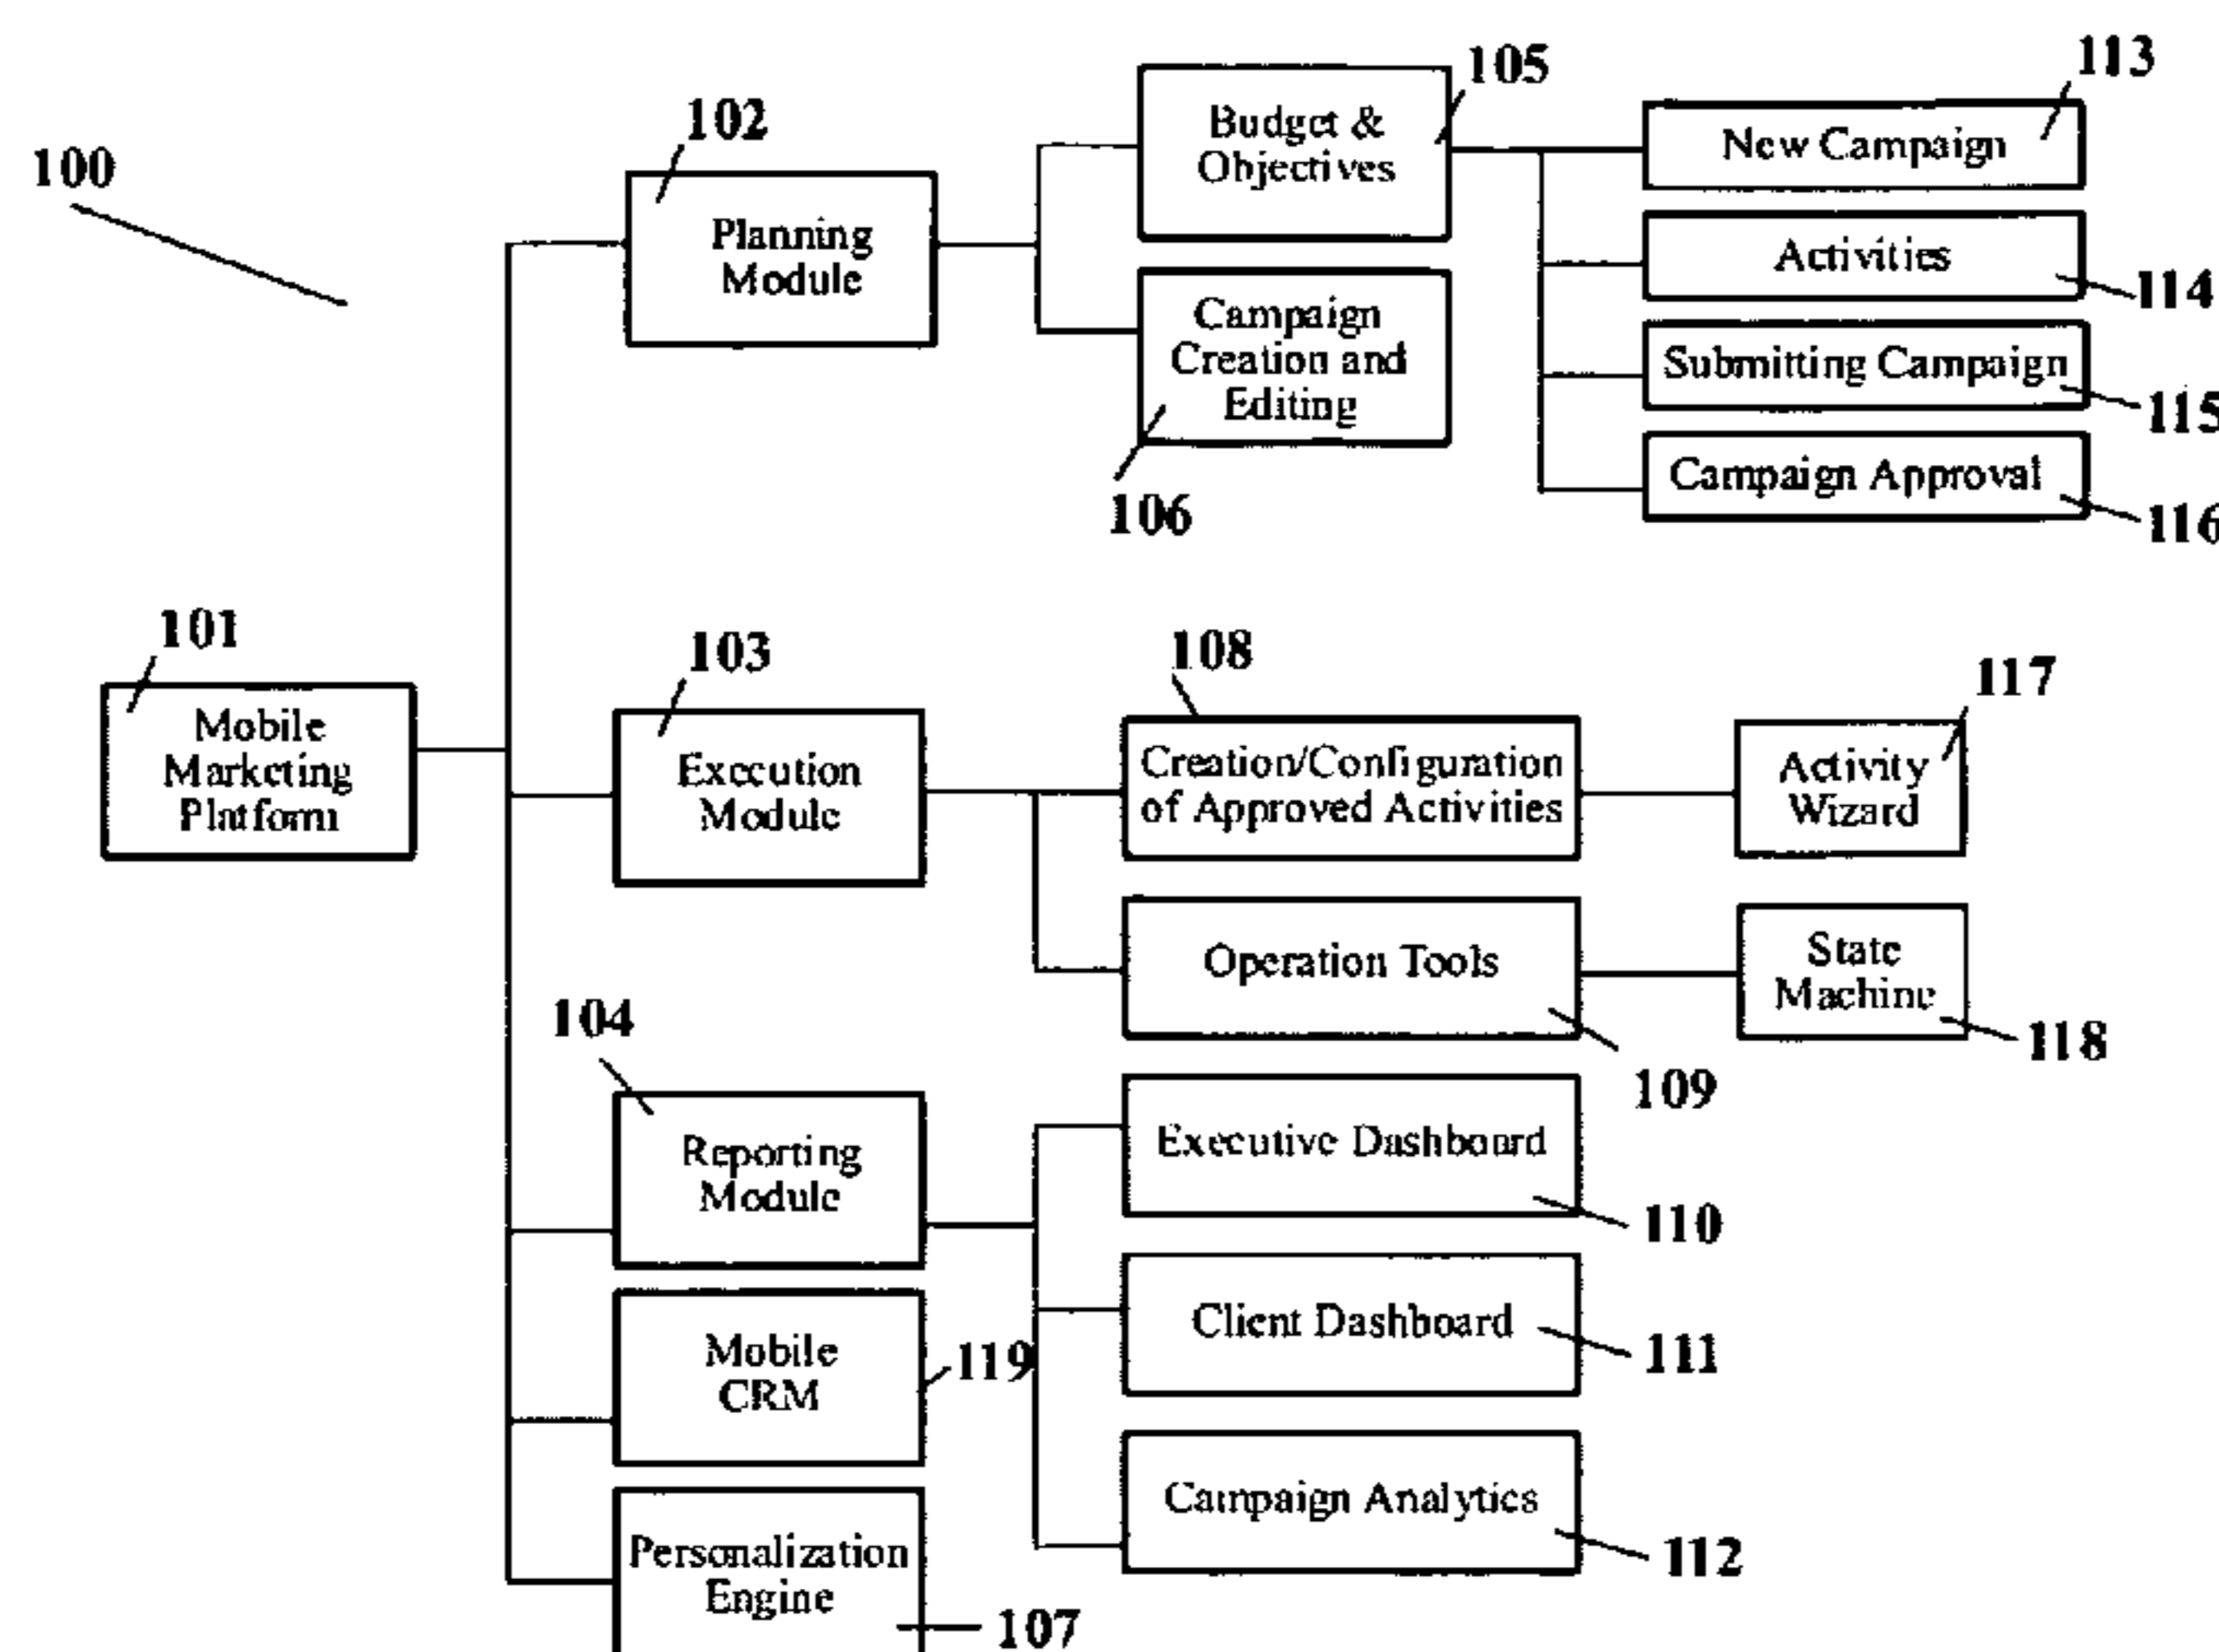 100
102
Planning
Module
Budget &
Objectives
105
Campaign
Creation and
Editing
106
113
New Campaign
Activities
114
Submitting Campaign
115
Campaign Approval
116
101
Mobile
Marketing
Platform
103
Execution
Module
108
Creation/Configuration
of Approved Activities
117
Activity
Wizard
Operation Tools
109
State
Machine
118
104
Reporting
Module
Executive Dashboard
110
Mobile
CRM
119
Client Dashboard
111
Campaign Analytics
112
Personalization
Engine
107